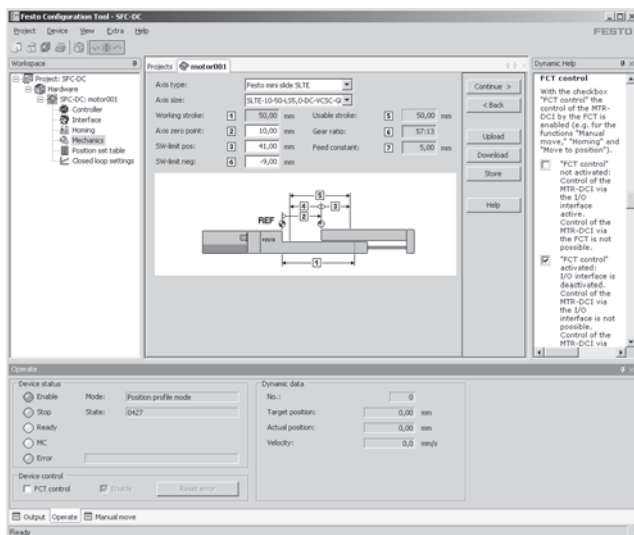 Festo Configuration Tool - SFC-DC
Project Device View Extra Help
FESTO
Workspace
Project: SFC-DC
Hardware
SFC-DC: motor001
Controller
Interface
Homing
Mechanics
Position set table
Closed loop settings
Projects motor001
Axis type: Festo mini slide SLTE
Axis size: SLTE-10-50-LS5,0-DC-VCSC-G(
Working stroke: 1 50,00 mm Usable stroke: 5 50,00 mm
Axis zero point: 2 10,00 mm Gear ratio: 6 57:13
SW-limit pos: 3 41,00 mm Feed constant: 7 5,00 mm
SW-limit neg: 4 -9,00 mm
5
4 3
REF 2
FESTO
1
Continue >
< Back
Upload
Download
Store
Help
Dynamic Help
FCT control
With the checkbox
"FCT control" the
control of the MTR-
DCI by the FCT is
enabled (e.g. for the
functions "Manual
move," "Homing" and
"Move to position").
"FCT control"
not activated:
Control of the
MTR-DCI via
the I/O
interface
active.
Control of the
MTR-DCI via
the FCT is not
possible.
"FCT control"
activated:
I/O interface is
deactivated.
Control of the
MTR-DCI via
the I/O
interface is not
possible.
Control of the
MTR-DCI via
Operate
Device status
Enable Mode: Position profile mode
Stop State: 0427
Ready
MC
Error
Device control
FCT control Enable Reset error
Dynamic data
No.: 0
Target position: 0,00 mm
Actual position: 0,00 mm
Velocity: 0,0 mm/s
Output Operate Manual move
Ready